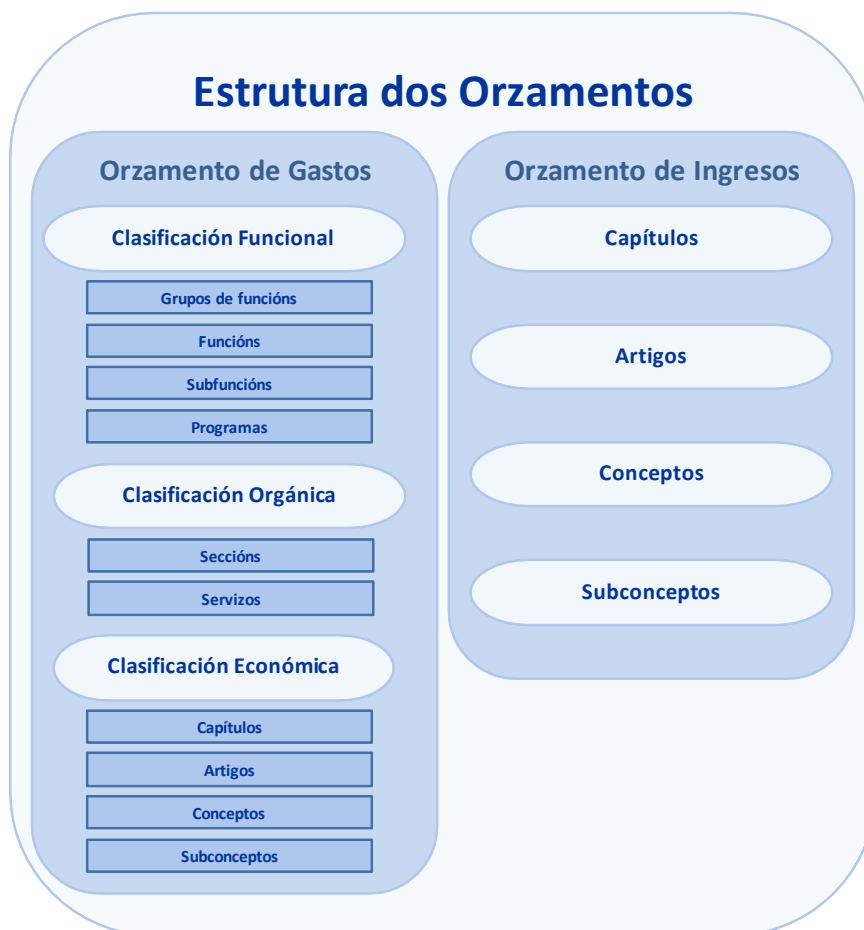 Estrutura dos Orzamentos
Orzamento de Gastos
Clasificación Funcional
Grupos de funcións
Funcións
Subfuncións
Programas
Clasificación Orgánica
Seccións
Servizos
Clasificación Económica
Capítulos
Artigos
Conceptos
Subconceptos
Orzamento de Ingresos
Capítulos
Artigos
Conceptos
Subconceptos